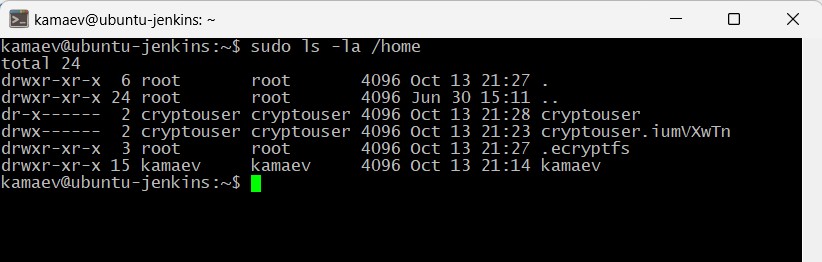 kamaev@ubuntu-jenkins: ~
kamaev@ubuntu-jenkins:~$ sudo ls -la /home
total 24
drwxr-xr-x  6 root       root       4096 Oct 13 21:27 .
drwxr-xr-x 24 root       root       4096 Jun 30 15:11 ..
dr-x------  2 cryptouser cryptouser 4096 Oct 13 21:28 cryptouser
drwx------  2 cryptouser cryptouser 4096 Oct 13 21:23 cryptouser.iumVXwTn
drwxr-xr-x  3 root       root       4096 Oct 13 21:27 .ecryptfs
drwxr-xr-x 15 kamaev     kamaev     4096 Oct 13 21:14 kamaev
kamaev@ubuntu-jenkins:~$